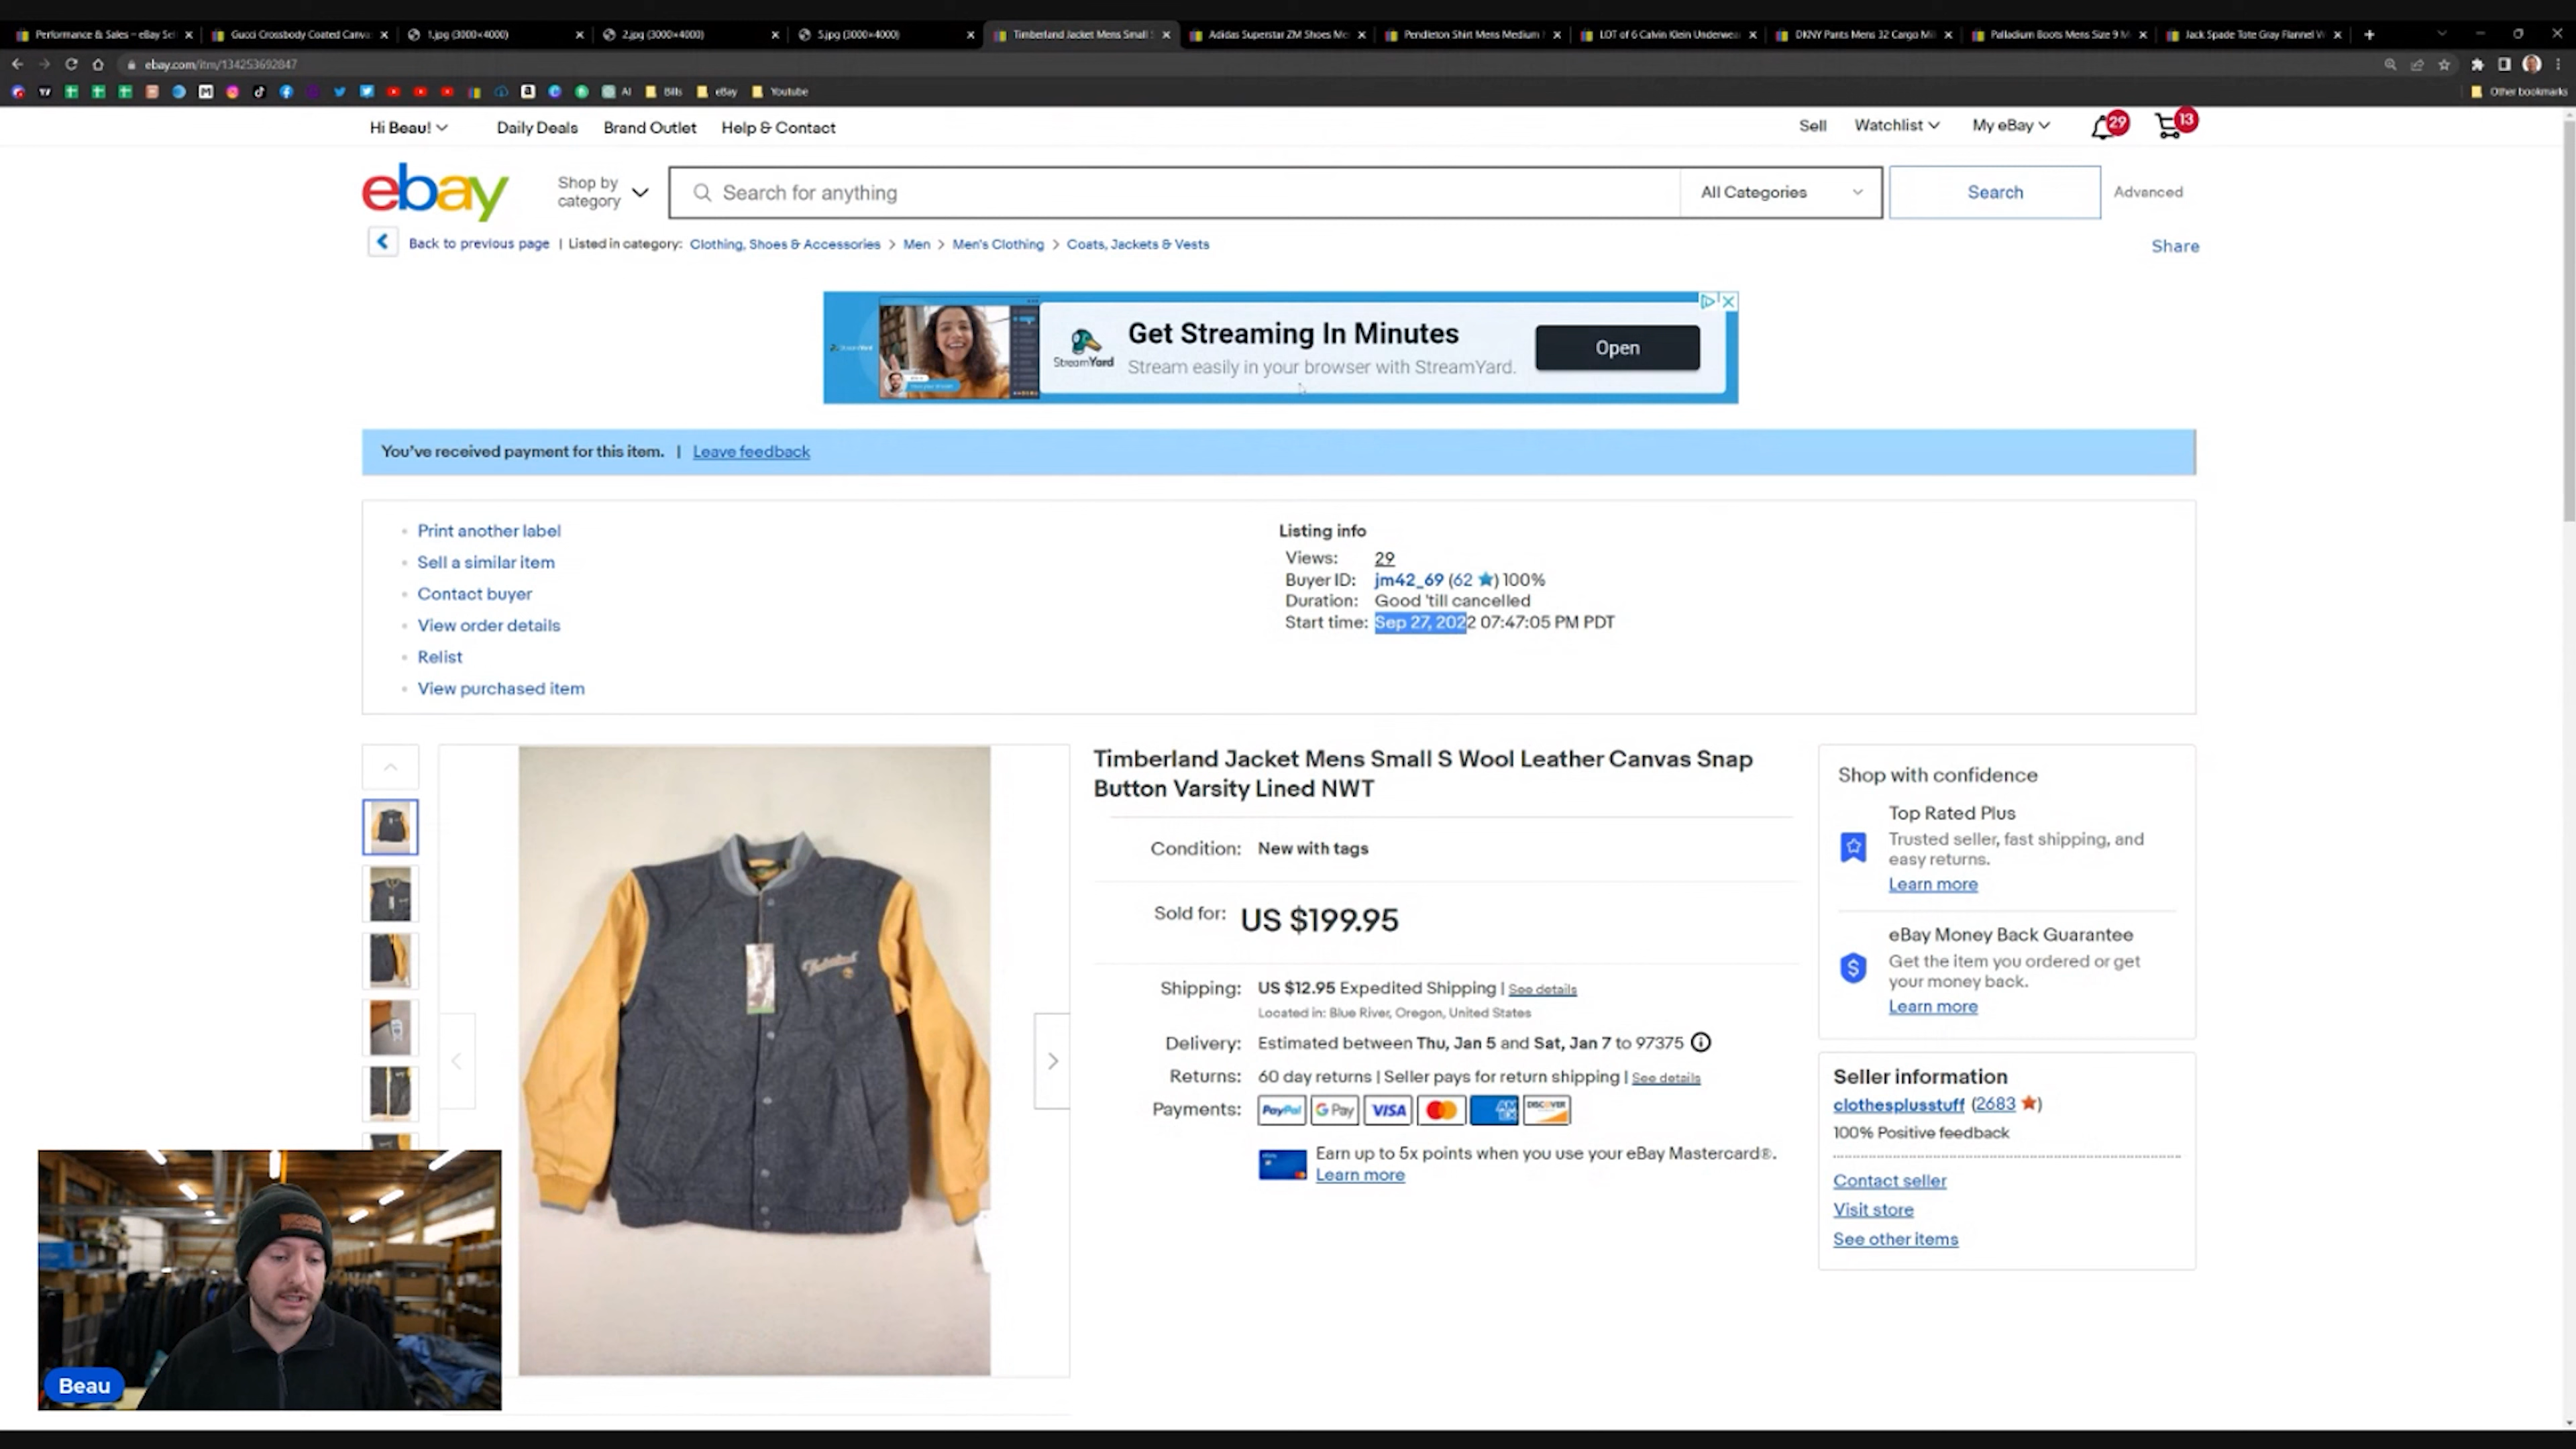 Performance & Sales – eBay Sel
Gucci Crossbody Coated Canva
1.jpg (3000×4000)
2.jpg (3000×4000)
5.jpg (3000×4000)
Timberland Jacket Mens Small S
Adidas Superstar ZM Shoes Me
Pendleton Shirt Mens Medium
LOT of 6 Calvin Klein Underwea
DKNY Pants Mens 32 Cargo Mi
Palladium Boots Mens Size 9 M
Jack Spade Tote Gray Flannel W
ebay.com/itm/134253692847
AI
Bills
eBay
Youtube
Other bookmarks
Hi Beau!
Daily Deals
Brand Outlet
Help & Contact
Sell
Watchlist
My eBay
29
13
ebay
Shop by
category
Search for anything
All Categories
Search
Advanced
Back to previous page | Listed in category: Clothing, Shoes & Accessories > Men > Men's Clothing > Coats, Jackets & Vests
Share
StreamYard
Get Streaming In Minutes
Stream easily in your browser with StreamYard.
Open
You've received payment for this item. | Leave feedback
Print another label
Sell a similar item
Contact buyer
View order details
Relist
View purchased item
Listing info
Views: 29
Buyer ID: jm42_69 (62 ) 100%
Duration: Good 'till cancelled
Start time: Sep 27, 2022 07:47:05 PM PDT
Timberland Jacket Mens Small S Wool Leather Canvas Snap
Button Varsity Lined NWT
Condition: New with tags
Sold for: US $199.95
Shipping: US $12.95 Expedited Shipping | See details
Located in: Blue River, Oregon, United States
Delivery: Estimated between Thu, Jan 5 and Sat, Jan 7 to 97375
Returns: 60 day returns | Seller pays for return shipping | See details
Payments: PayPal G Pay VISA AM EX DISCOVER
Earn up to 5x points when you use your eBay Mastercard®.
Learn more
Shop with confidence
Top Rated Plus
Trusted seller, fast shipping, and
easy returns.
Learn more
eBay Money Back Guarantee
Get the item you ordered or get
your money back.
Learn more
Seller information
clothesplusstuff (2683 )
100% Positive feedback
Contact seller
Visit store
See other items
Timberland
Beau